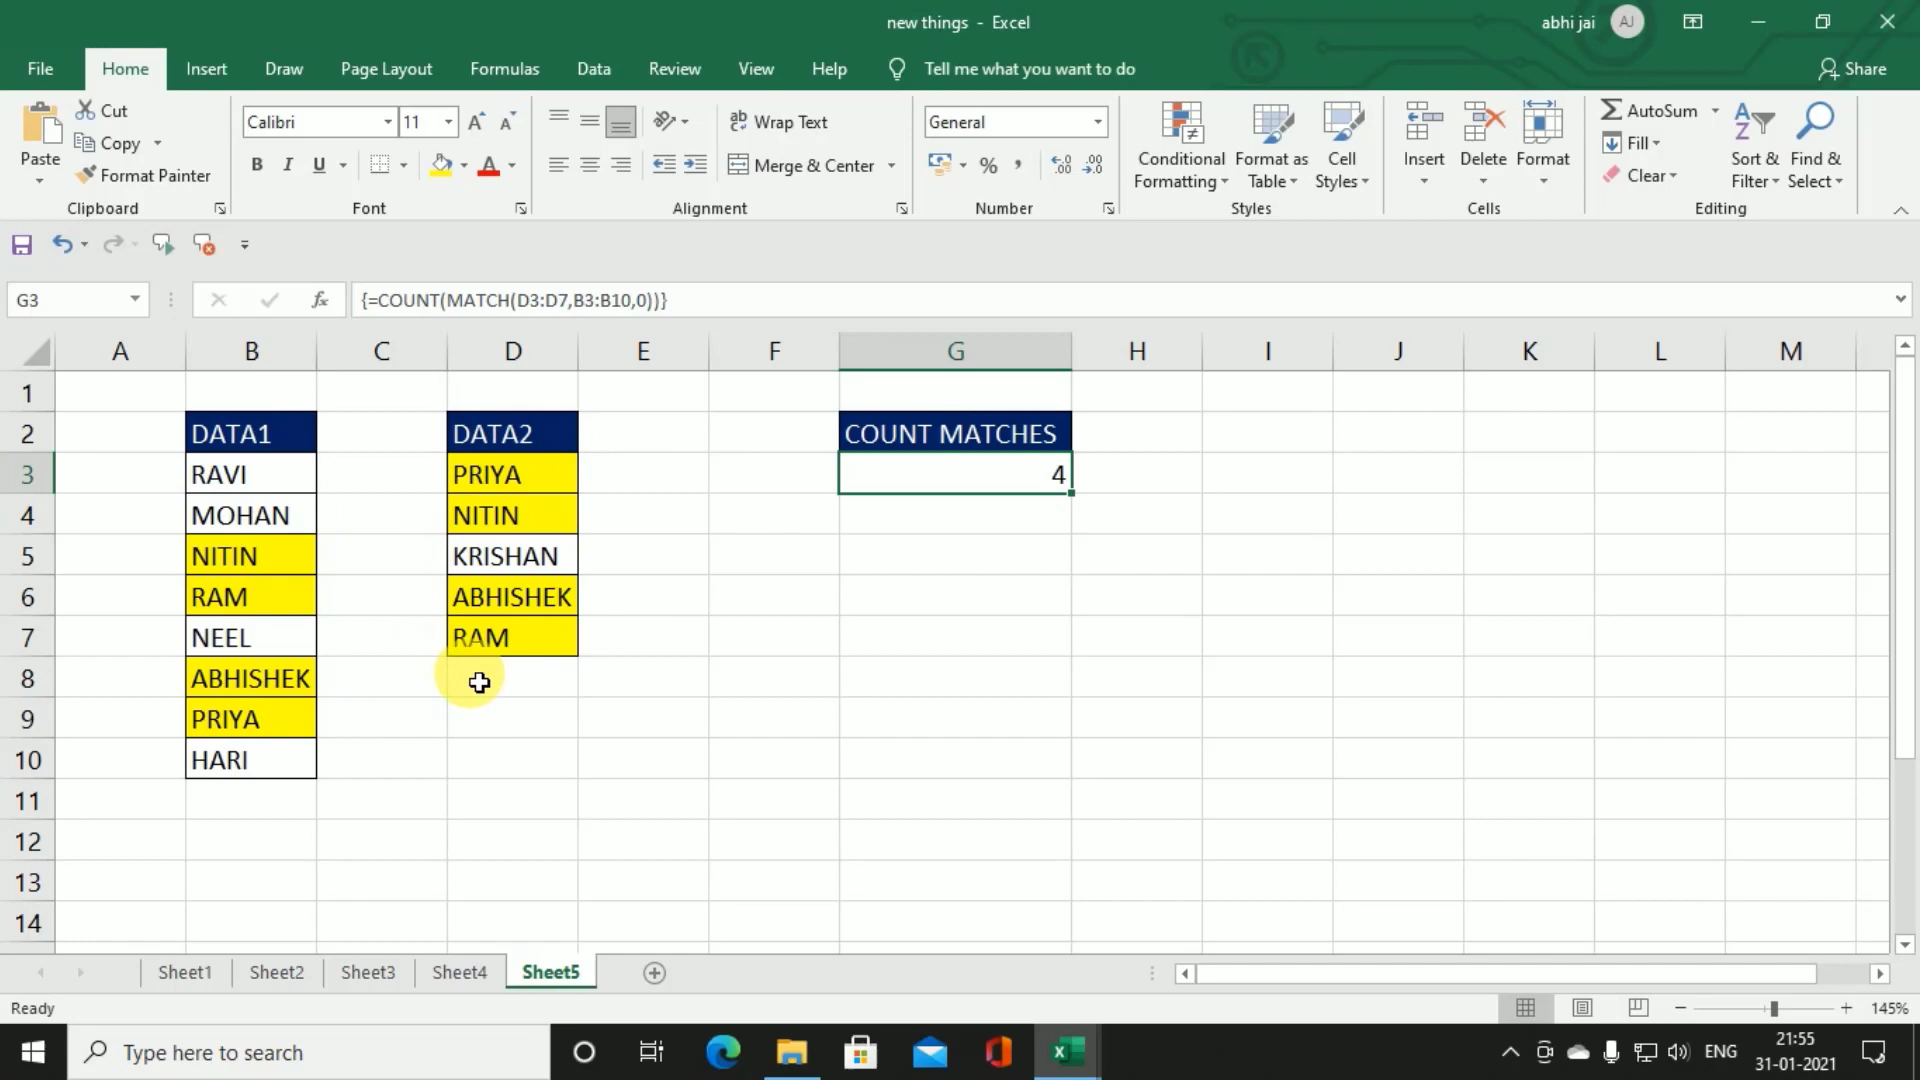 new things - Excel
abhi jai AJ
File Home Insert Draw Page Layout Formulas Data Review View Help Tell me what you want to do Share
Paste
Cut
Copy
Format Painter
Clipboard
Calibri 11
B I U A
Font
ab Wrap Text
Merge & Center
Alignment
General
%
Number
Conditional Formatting
Format as Table
Cell Styles
Styles
Insert Delete Format
Cells
AutoSum
Fill
Clear
Sort & Filter
Find & Select
Editing
G3 fx {=COUNT(MATCH(D3:D7,B3:B10,0))}
A B C D E F G H I J K L M
1
2 DATA1 DATA2 COUNT MATCHES
3 RAVI PRIYA 4
4 MOHAN NITIN
5 NITIN KRISHAN
6 RAM ABHISHEK
7 NEEL RAM
8 ABHISHEK
9 PRIYA
10 HARI
11
12
13
14
Sheet1 Sheet2 Sheet3 Sheet4 Sheet5
Ready 145%
Type here to search
ENG
21:55
31-01-2021